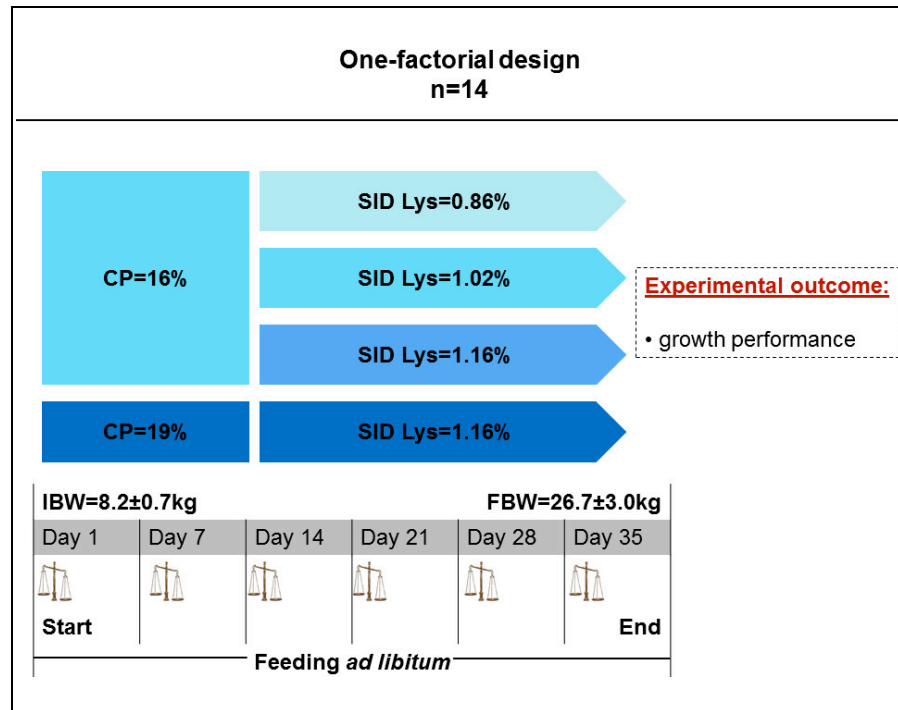 One-factorial design
n=14
SID Lys=0.86%
CP=16%
SID Lys=1.02%
Experimental outcome:
• growth performance
SID Lys=1.16%
CP=19%
SID Lys=1.16%
IBW=8.2±0.7kg
FBW=26.7±3.0kg
Day 1
Day 7
Day 14
Day 21
Day 28
Day 35
Start
End
Feeding ad libitum